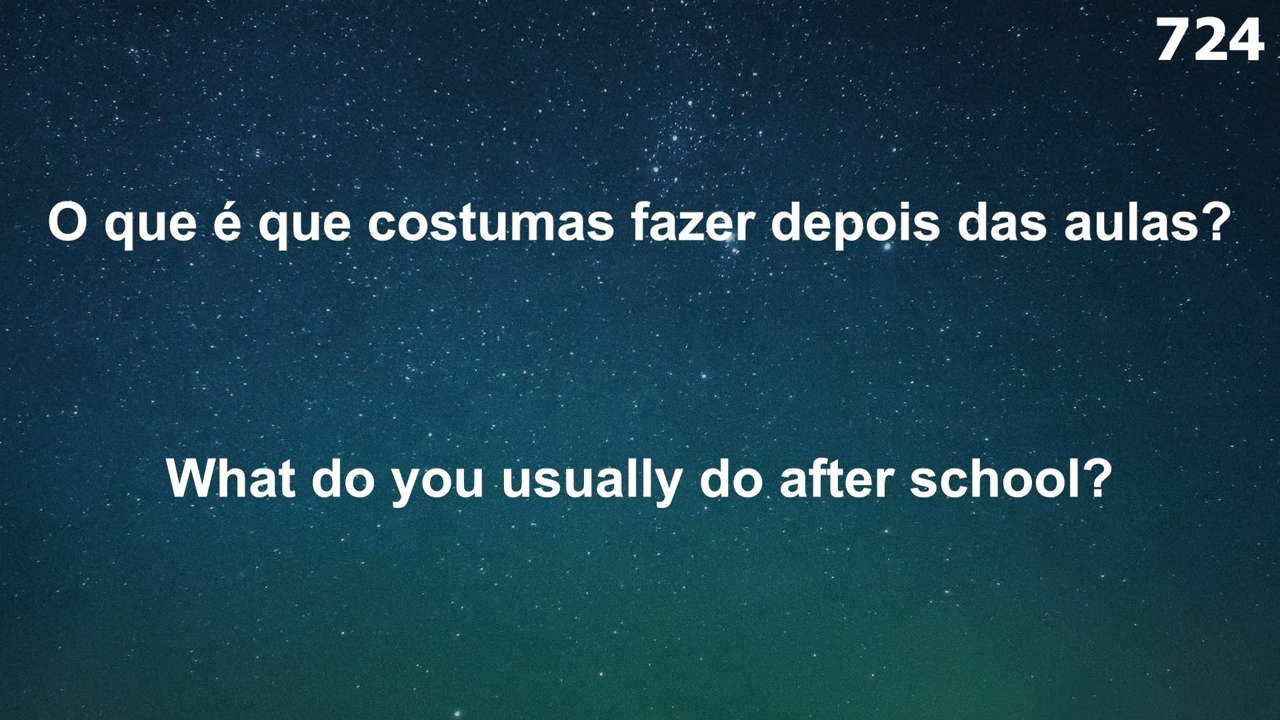 724
O que é que costumas fazer depois das aulas?
What do you usually do after school?